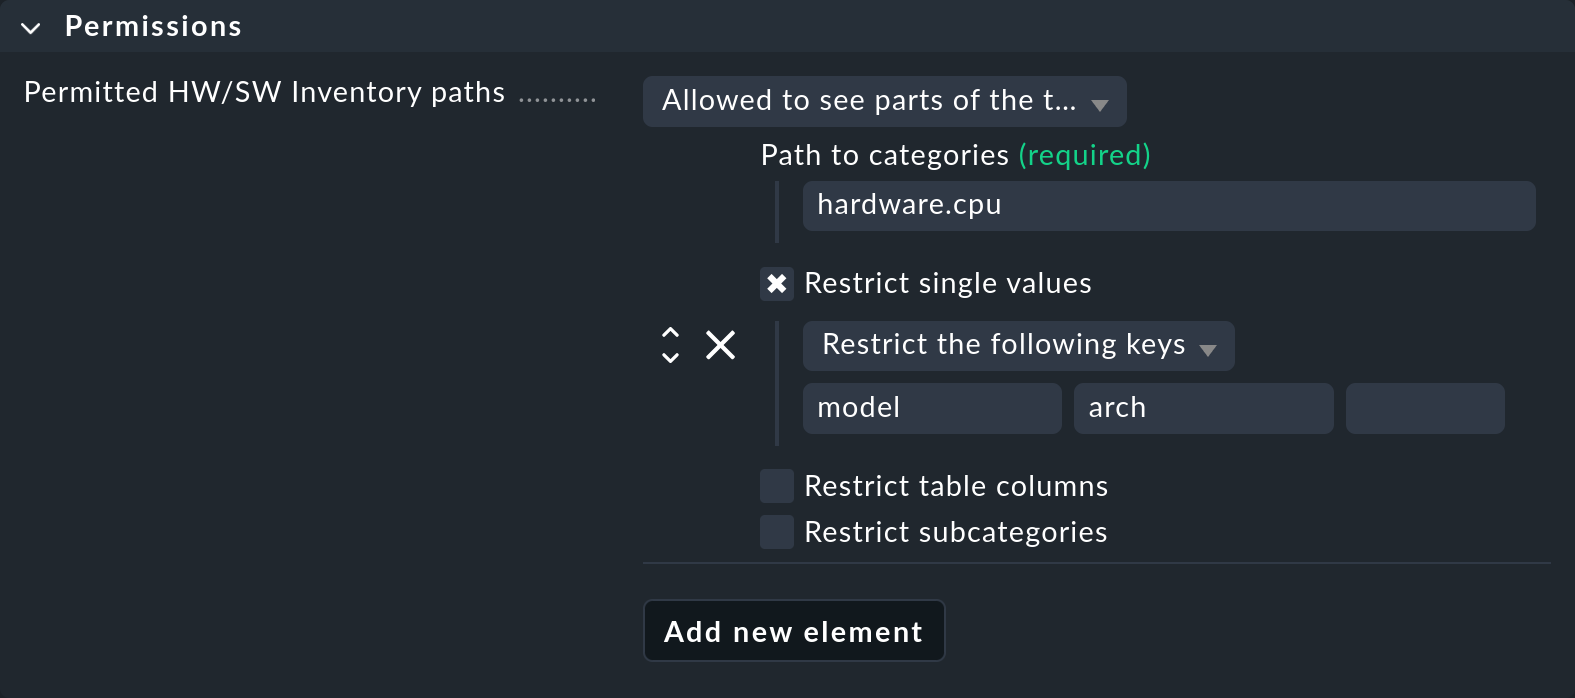 Permissions
Permitted HW/SW Inventory paths ..........
Allowed to see parts of the t...
Path to categories (required)
hardware.cpu
Restrict single values
Restrict the following keys
model arch
Restrict table columns
Restrict subcategories
Add new element